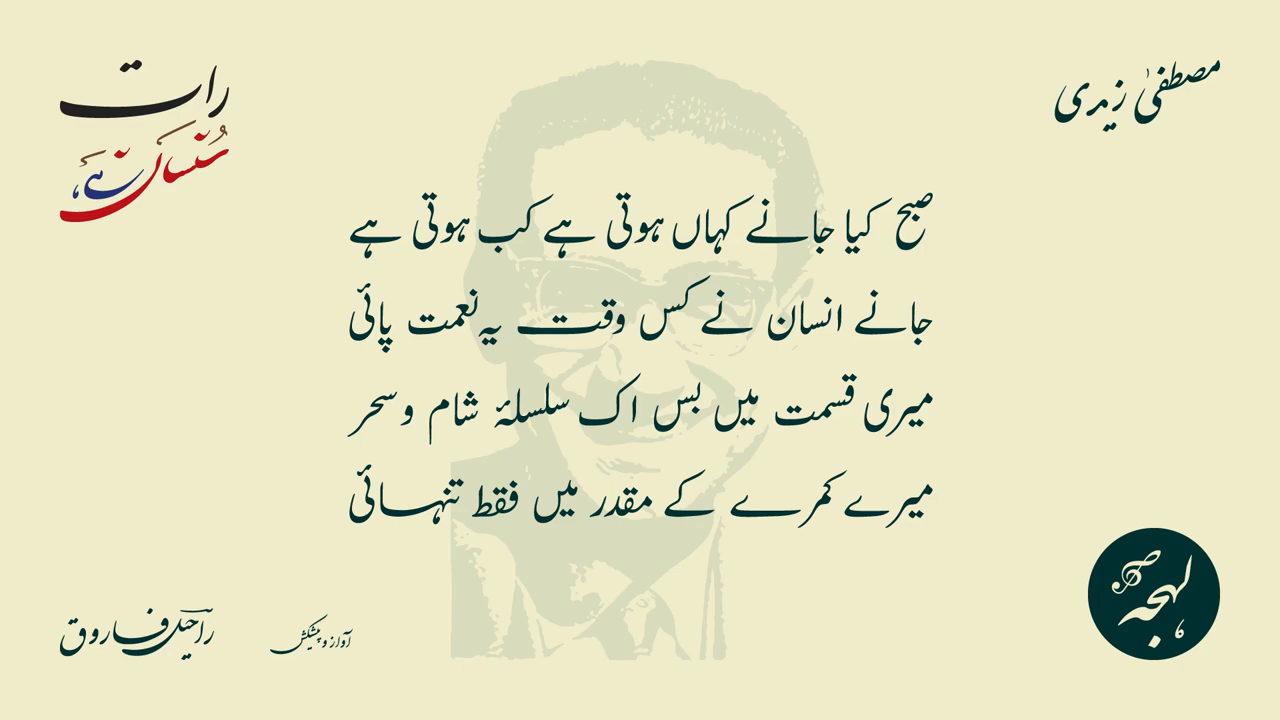 مصطفیٰ زیدی
رات
سُنسان ہَے
صبح کیا جانے کہاں ہوتی ہے کب ہوتی ہے
جانے انسان نے کس وقت یہ نعمت پائی
میری قسمت میں بس اک سلسلۂ شام و سحر
میرے کمرے کے مقدر میں فقط تنہائی
لہجہ
آواز و پیشکش
راحیلؔ فاروق